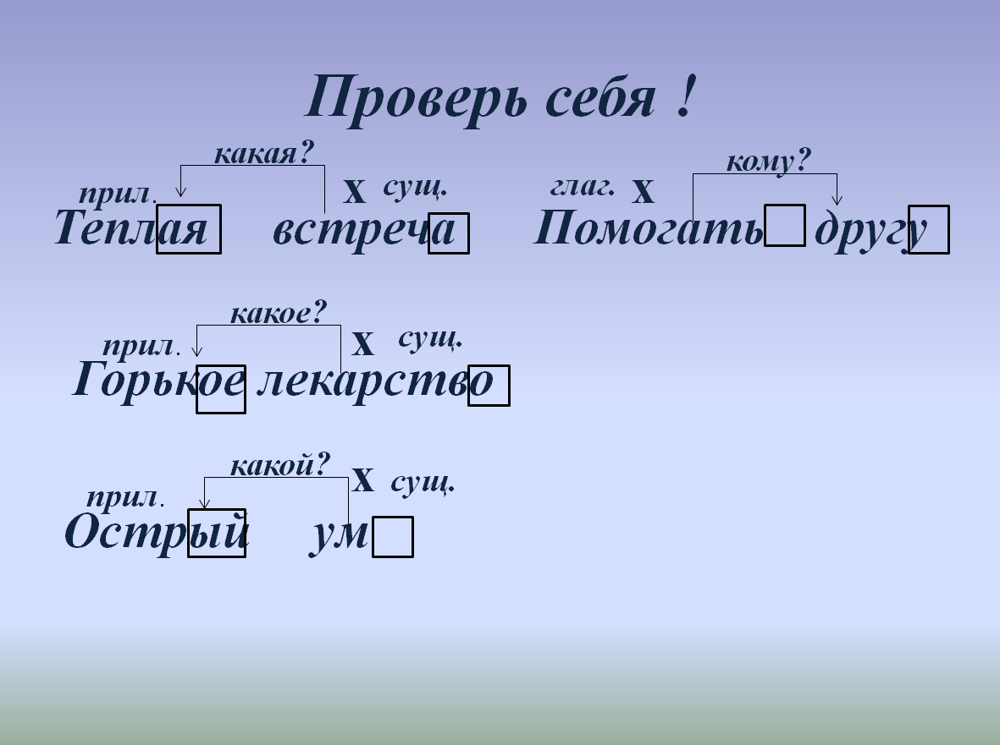 Проверь себя !
какая?
прил. х сущ.
Теплая встреча
кому?
глаг. х
Помогать другу
какое?
прил. х сущ.
Горькое лекарство
какой?
прил. х сущ.
Острый ум